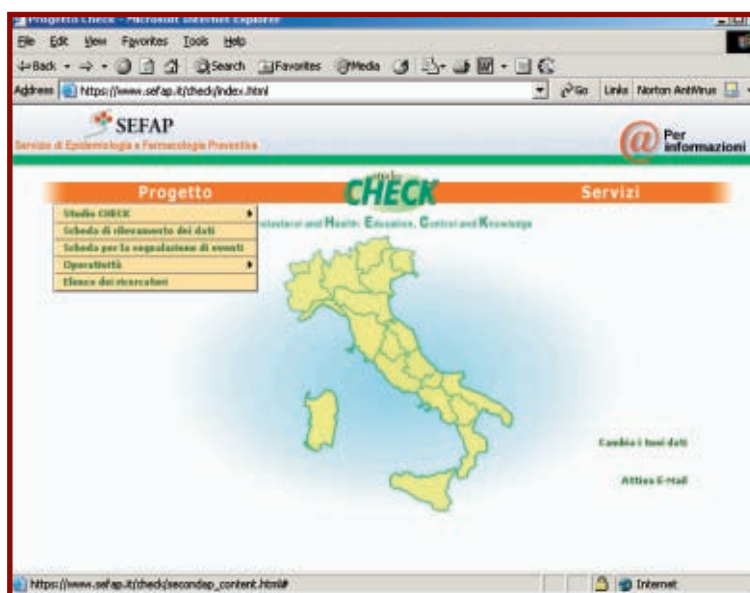 Progetto Check - Microsoft Internet Explorer
File Edit View Favorites Tools Help
Back Search Favorites Media
Address https://www.sefap.it/check/index.html Go Links Norton AntiVirus
SEFAP
Servizio di Epidemiologia e Farmacologia Preventiva
@ Per informazioni
Progetto
studio CHECK
Servizi
Studio CHECK
Scheda di rilevamento dei dati
Scheda per la segnalazione di eventi
Operatività
Elenco dei ricercatori
olesterol and Health: Education, Control and Knowledge
Cambia i tuoi dati
Attiva E-Mail
https://www.sefap.it/check/secondap_content.html#
Internet